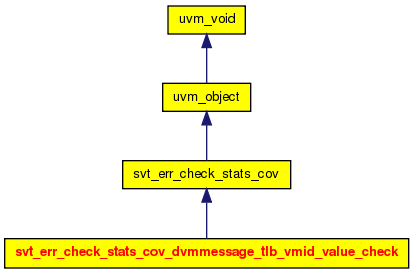 uvm_void
uvm_object
svt_err_check_stats_cov
svt_err_check_stats_cov_dvmmessage_tlb_vmid_value_check